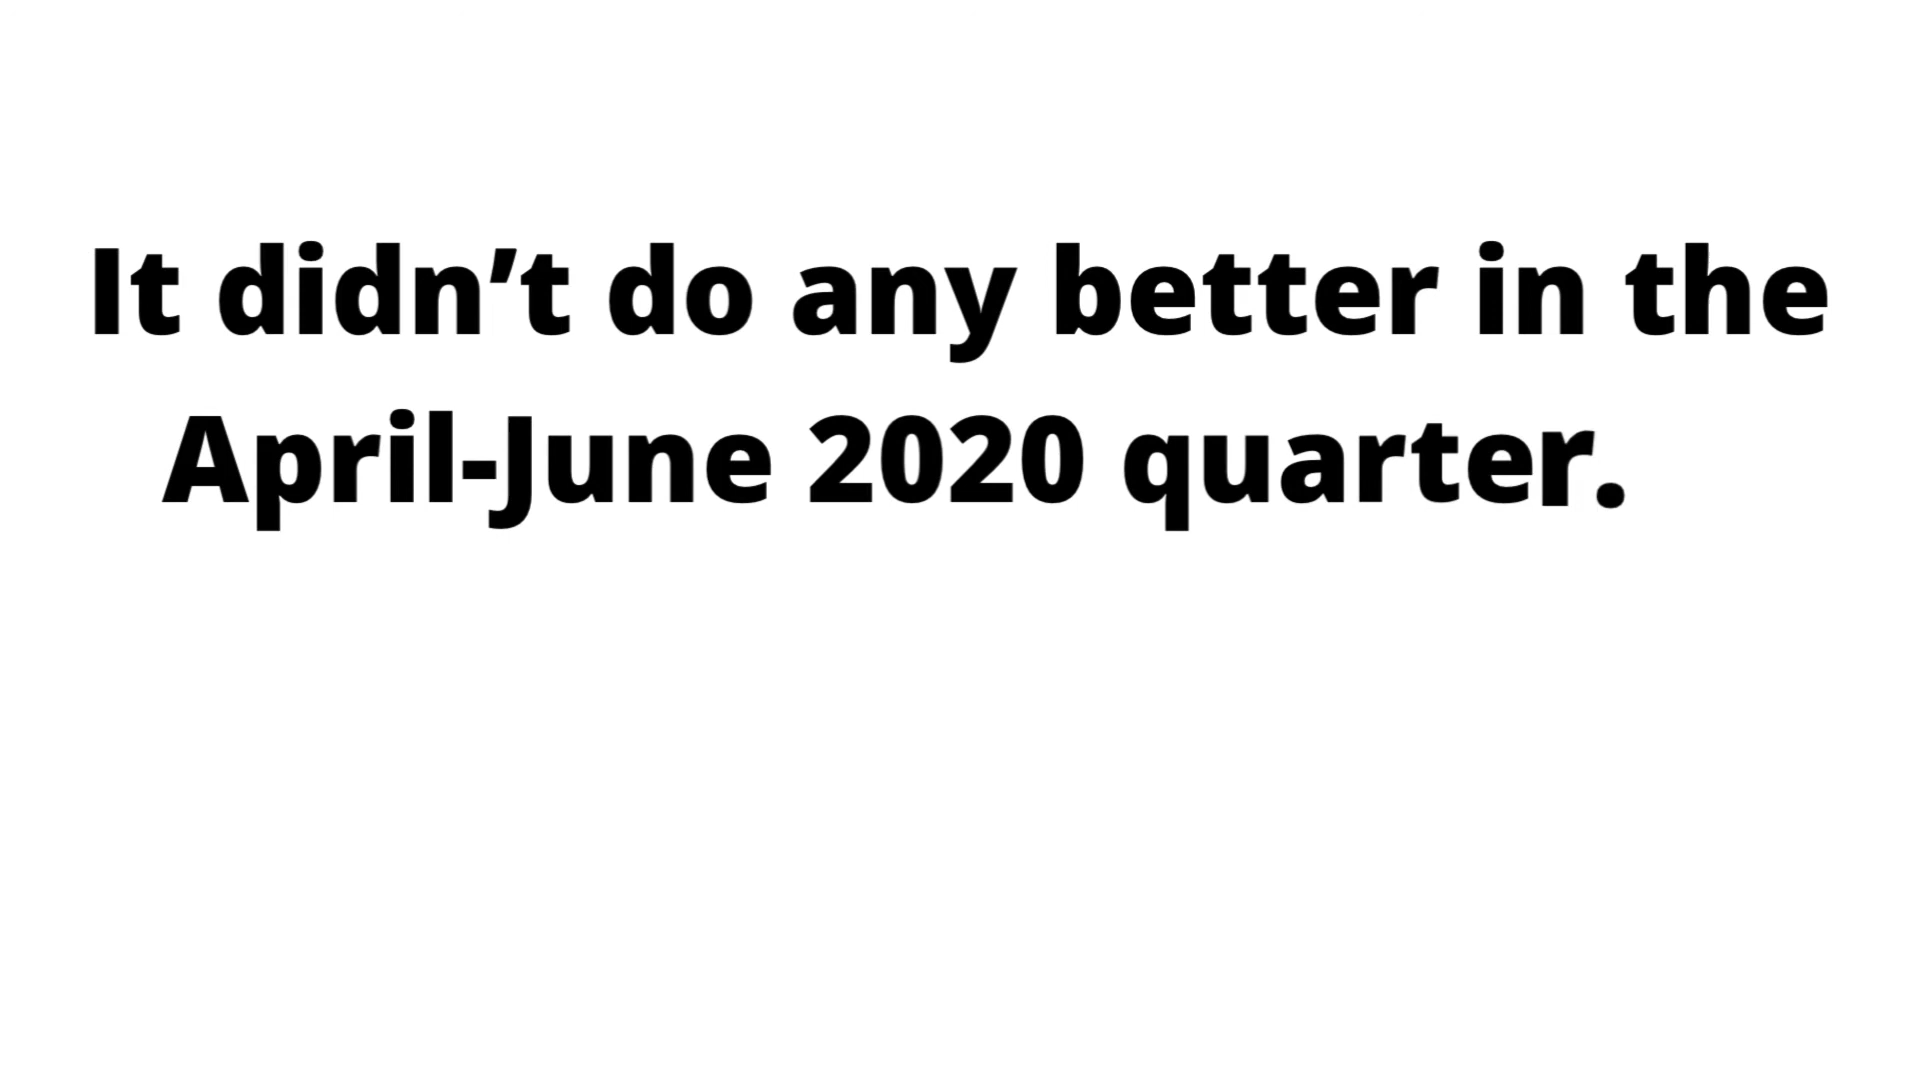 It didn’t do any better in the
April-June 2020 quarter.